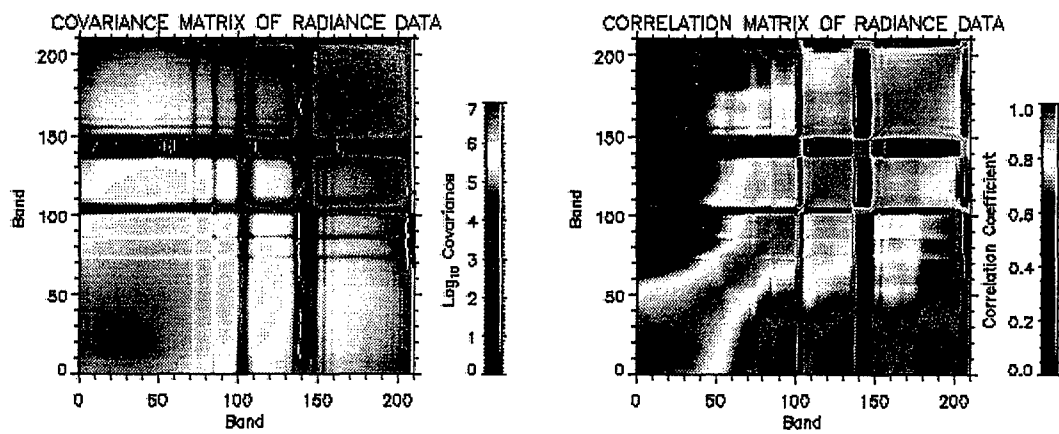 COVARIANCE MATRIX OF RADIANCE DATA
200
150
100
50
0
Band
0 50 100 150 200
Band
7
6
5
4
3
2
1
0
Log10 Covariance
CORRELATION MATRIX OF RADIANCE DATA
200
150
100
50
0
Band
0 50 100 150 200
Band
1.0
0.8
0.6
0.4
0.2
0.0
Correlation Coefficient